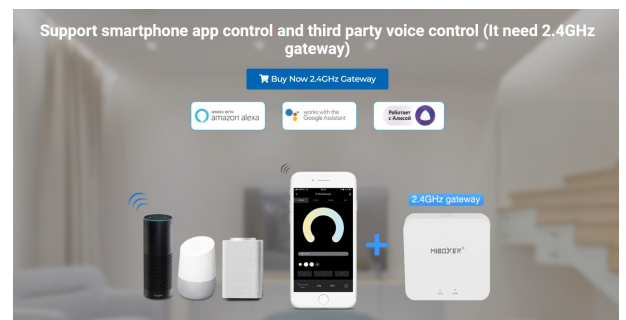 Support smartphone app control and third party voice control (It need 2.4GHz
gateway)
Buy Now 2.4GHz Gateway
WORKS WITH
amazon alexa
works with the
Google Assistant
Работает
с Алисой
2.4GHz gateway
MIBOXER®